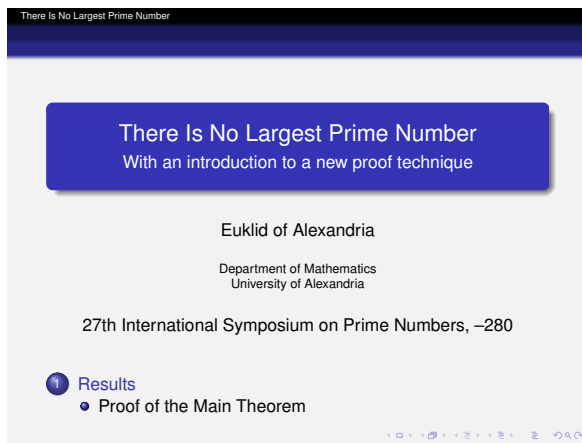 There Is No Largest Prime Number
There Is No Largest Prime Number
With an introduction to a new proof technique
Euklid of Alexandria
Department of Mathematics
University of Alexandria
27th International Symposium on Prime Numbers, –280
1 Results
Proof of the Main Theorem